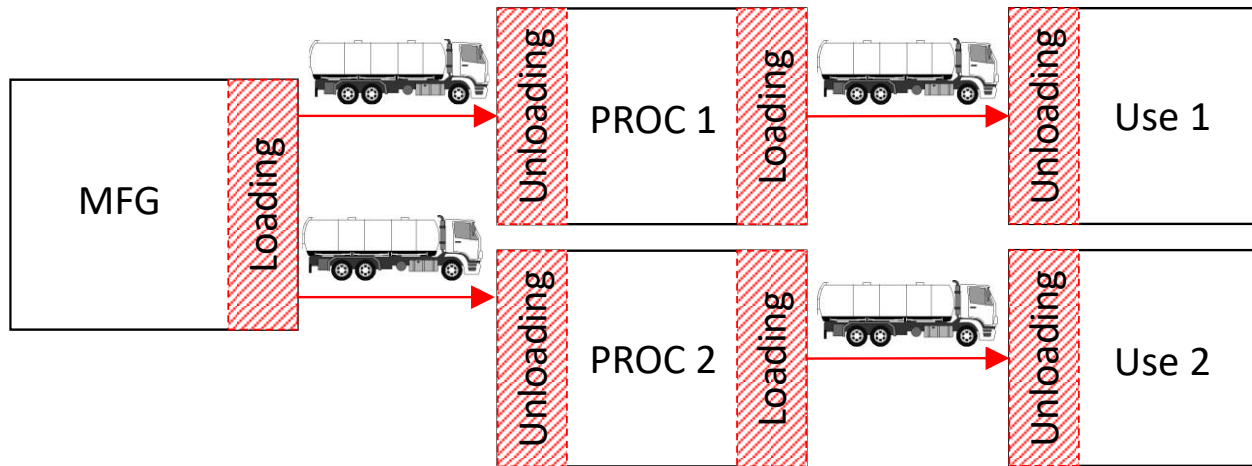 MFG
Loading
Unloading
PROC 1
Loading
Unloading
Use 1
Unloading
PROC 2
Loading
Unloading
Use 2